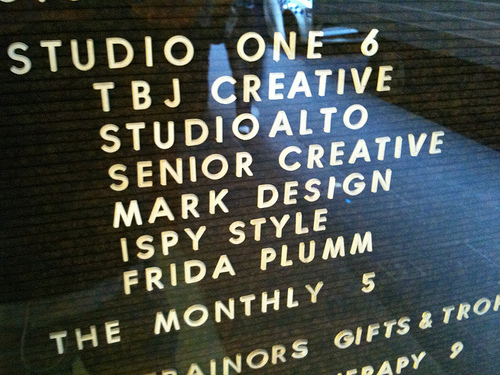 STUDIO ONE 6
TBJ CREATIVE
STUDIOALTO
SENIOR CREATIVE
MARK DESIGN
ISPY STYLE
FRIDA PLUMM
THE MONTHLY 5
GIFTS &
9